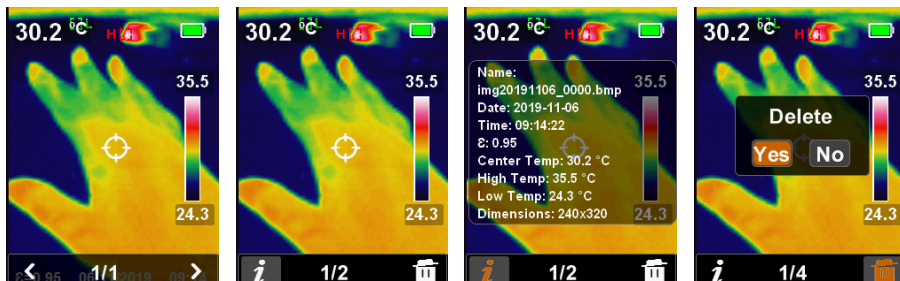 30.2 °C
H
35.5
24.3
1/1
30.2 °C
H
35.5
24.3
1/2
30.2 °C
H
35.5
Name:
img20191106_0000.bmp
Date: 2019-11-06
Time: 09:14:22
Ɛ: 0.95
Center Temp: 30.2 °C
High Temp: 35.5 °C
Low Temp: 24.3 °C
Dimensions: 240x320
24.3
1/2
30.2 °C
H
35.5
Delete
Yes No
24.3
1/4